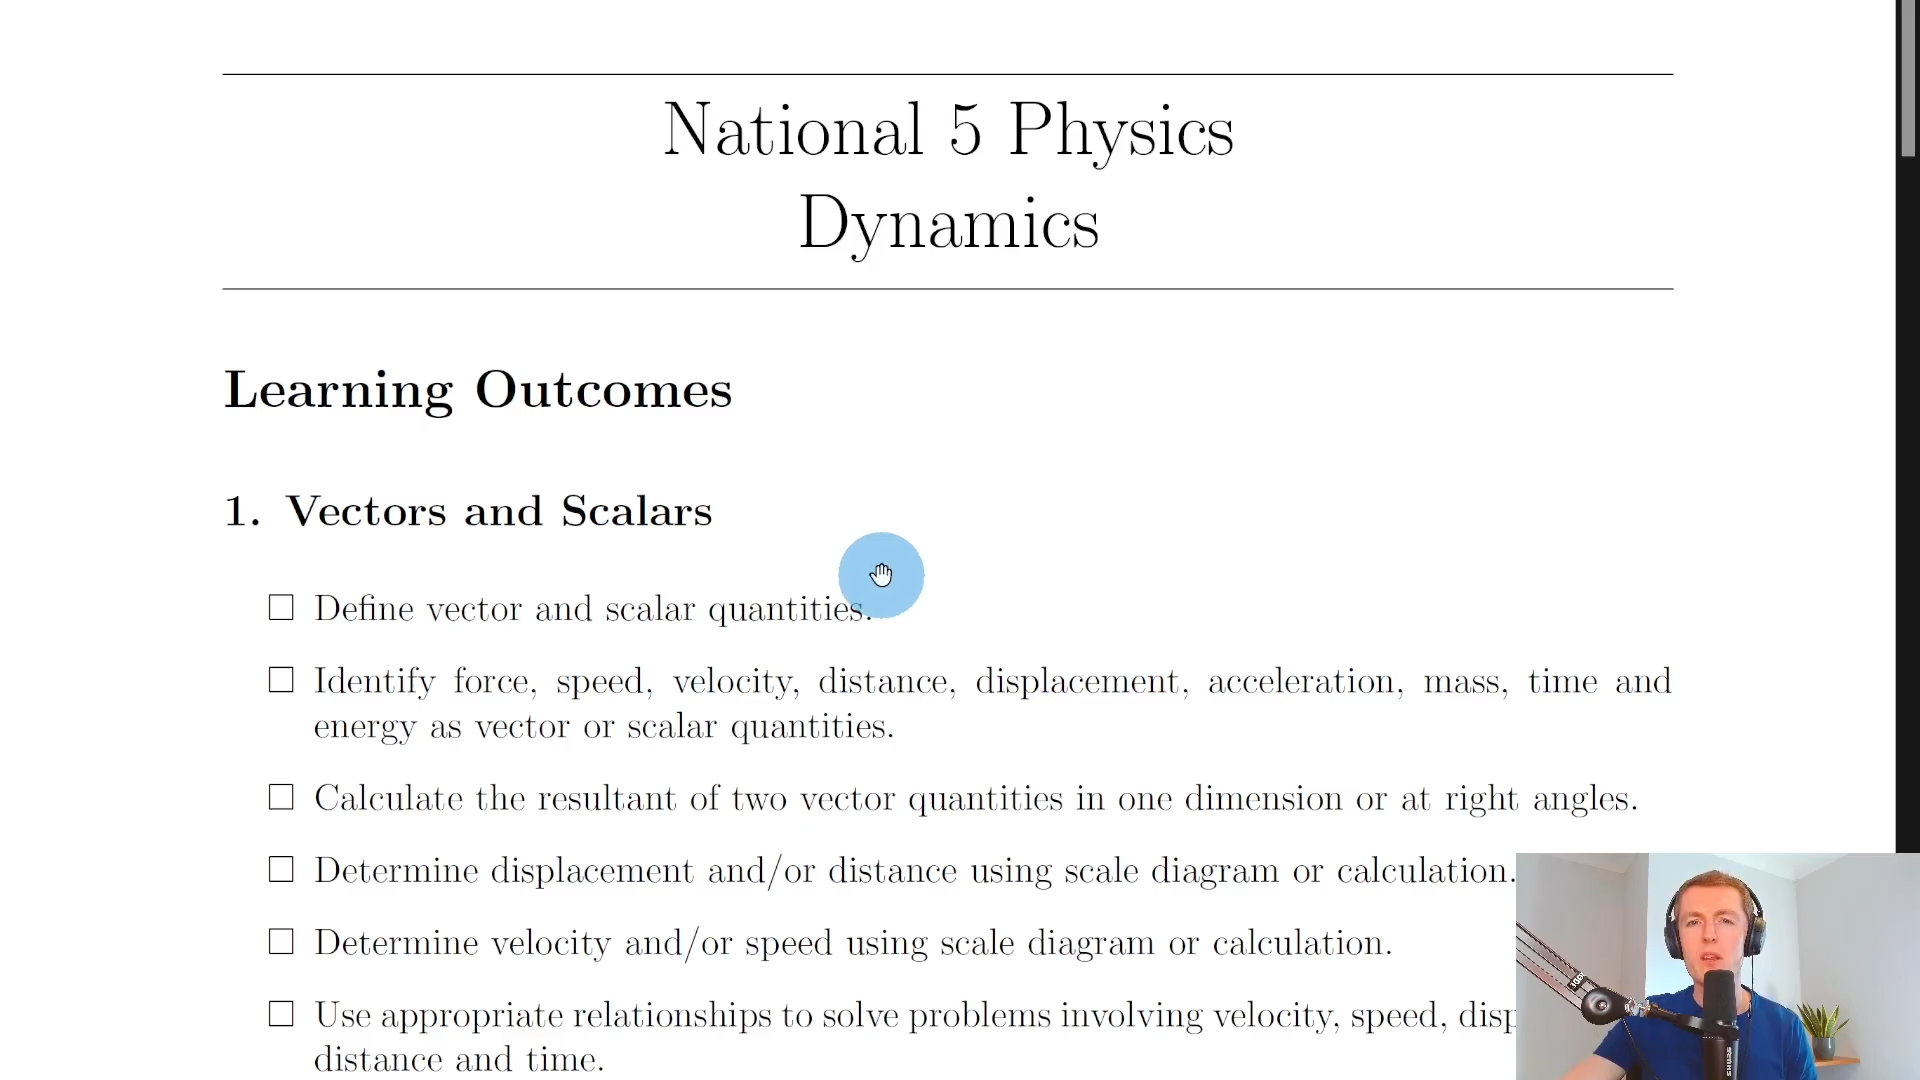 National 5 Physics
Dynamics
Learning Outcomes
1. Vectors and Scalars
☐ Define vector and scalar quantities.
☐ Identify force, speed, velocity, distance, displacement, acceleration, mass, time and
energy as vector or scalar quantities.
☐ Calculate the resultant of two vector quantities in one dimension or at right angles.
☐ Determine displacement and/or distance using scale diagram or calculation.
☐ Determine velocity and/or speed using scale diagram or calculation.
☐ Use appropriate relationships to solve problems involving velocity, speed, disp
distance and time.